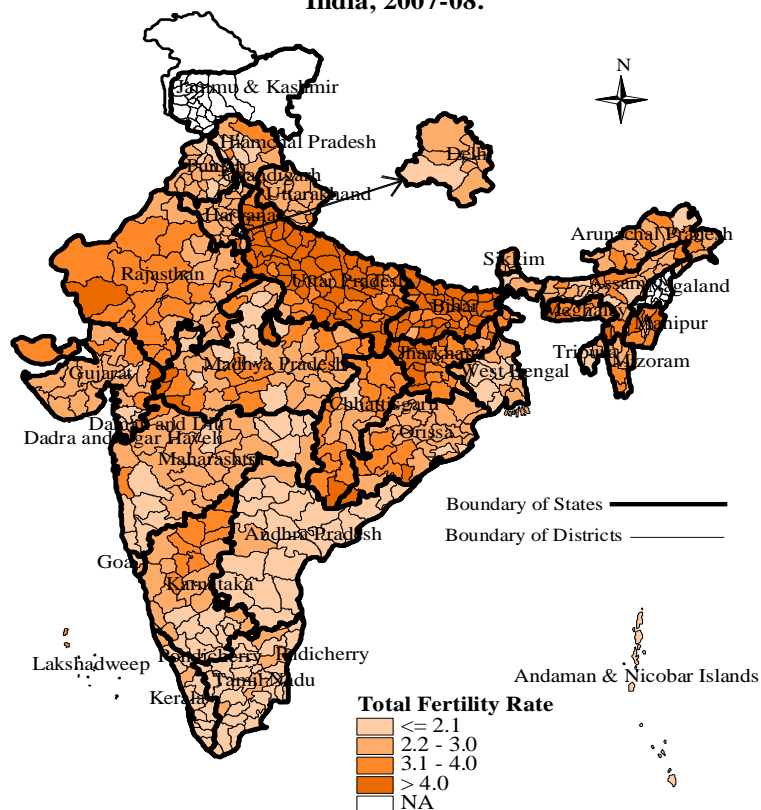 India, 2007-08.
N
Jammu & Kashmir
Himachal Pradesh
Punjab
Chandigarh
Delhi
Uttarakhand
Haryana
Arunachal Pradesh
Sikkim
Rajasthan
Uttar Pradesh
Assam
Nagaland
Bihar
Meghalay
Manipur
Jharkhand
Tripura
Mizoram
Madhya Pradesh
Gujarat
West Bengal
Chhattisgarh
Daman and Diu
Dadra and Nagar Haveli
Orissa
Maharashtra
Boundary of States
Andhra Pradesh
Boundary of Districts
Goa
Karnataka
Pondicherry
Pndicherry
Lakshadweep
Tamil Nadu
Andaman & Nicobar Islands
Kerala
Total Fertility Rate
<= 2.1
2.2 - 3.0
3.1 - 4.0
> 4.0
NA